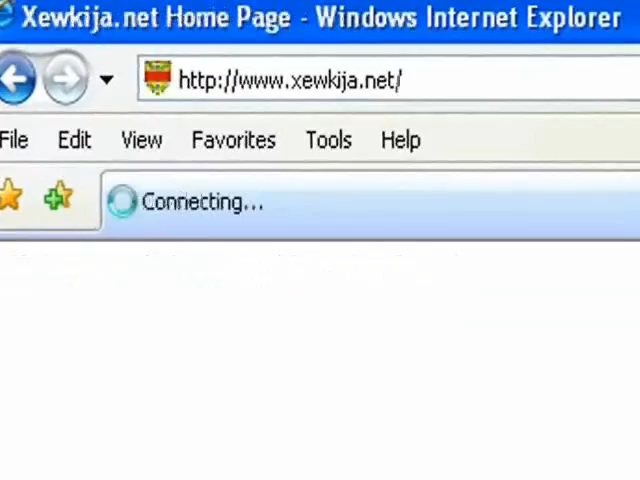 Xewkija.net Home Page - Windows Internet Explorer
http://www.xewkija.net/
File Edit View Favorites Tools Help
Connecting...